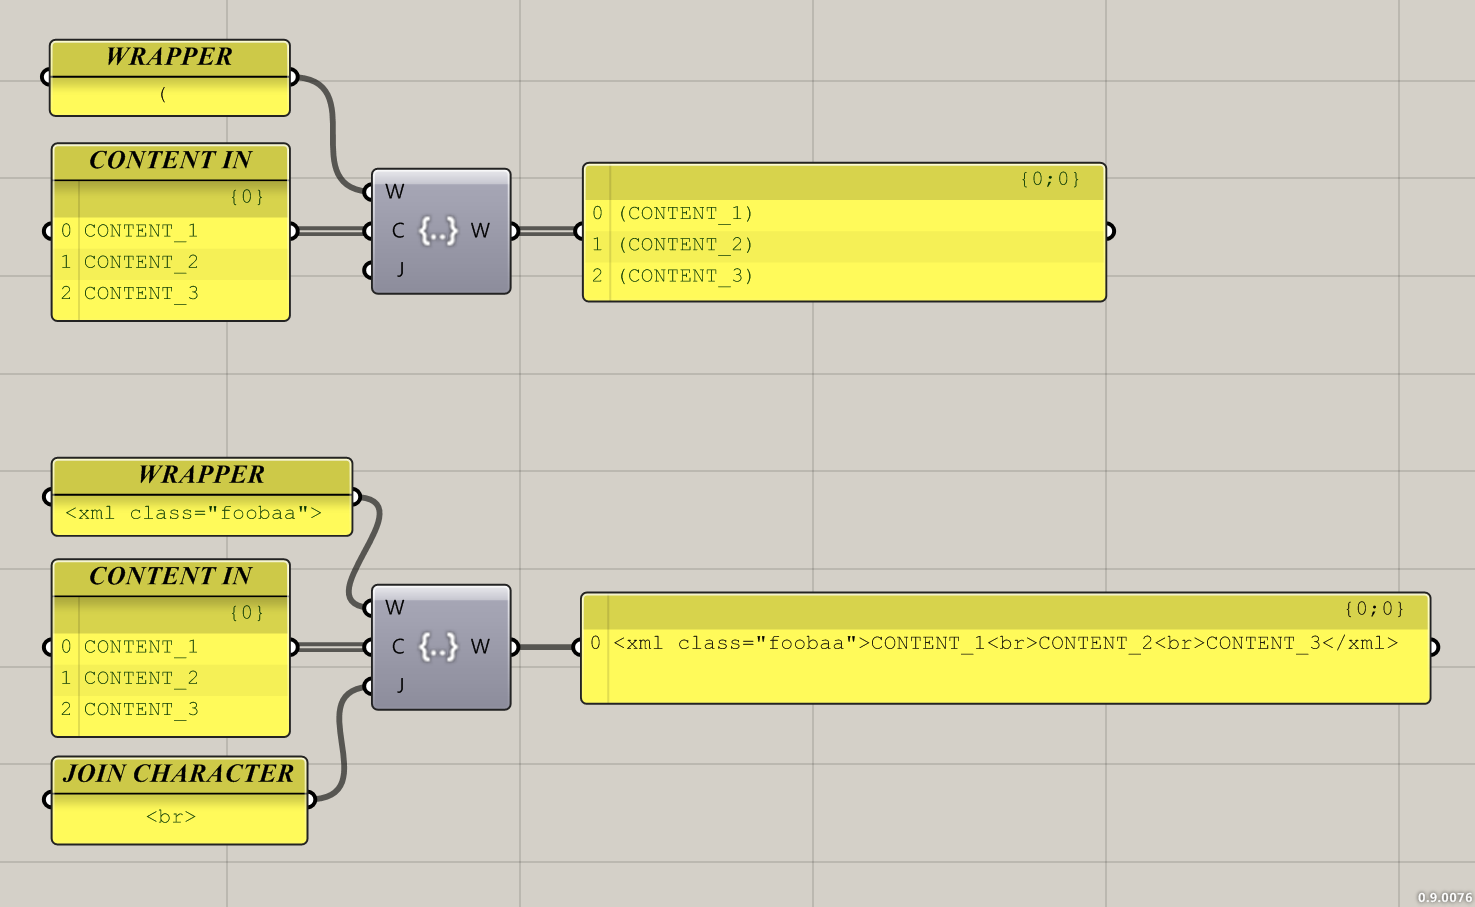 WRAPPER
(
CONTENT IN
{0}
0 CONTENT_1
1 CONTENT_2
2 CONTENT_3
W
C {..} W
J
{0;0}
0 (CONTENT_1)
1 (CONTENT_2)
2 (CONTENT_3)
WRAPPER
<xml class="foobaa">
CONTENT IN
{0}
0 CONTENT_1
1 CONTENT_2
2 CONTENT_3
JOIN CHARACTER
<br>
W
C {..} W
J
{0;0}
0 <xml class="foobaa">CONTENT_1<br>CONTENT_2<br>CONTENT_3</xml>
0.9.0076